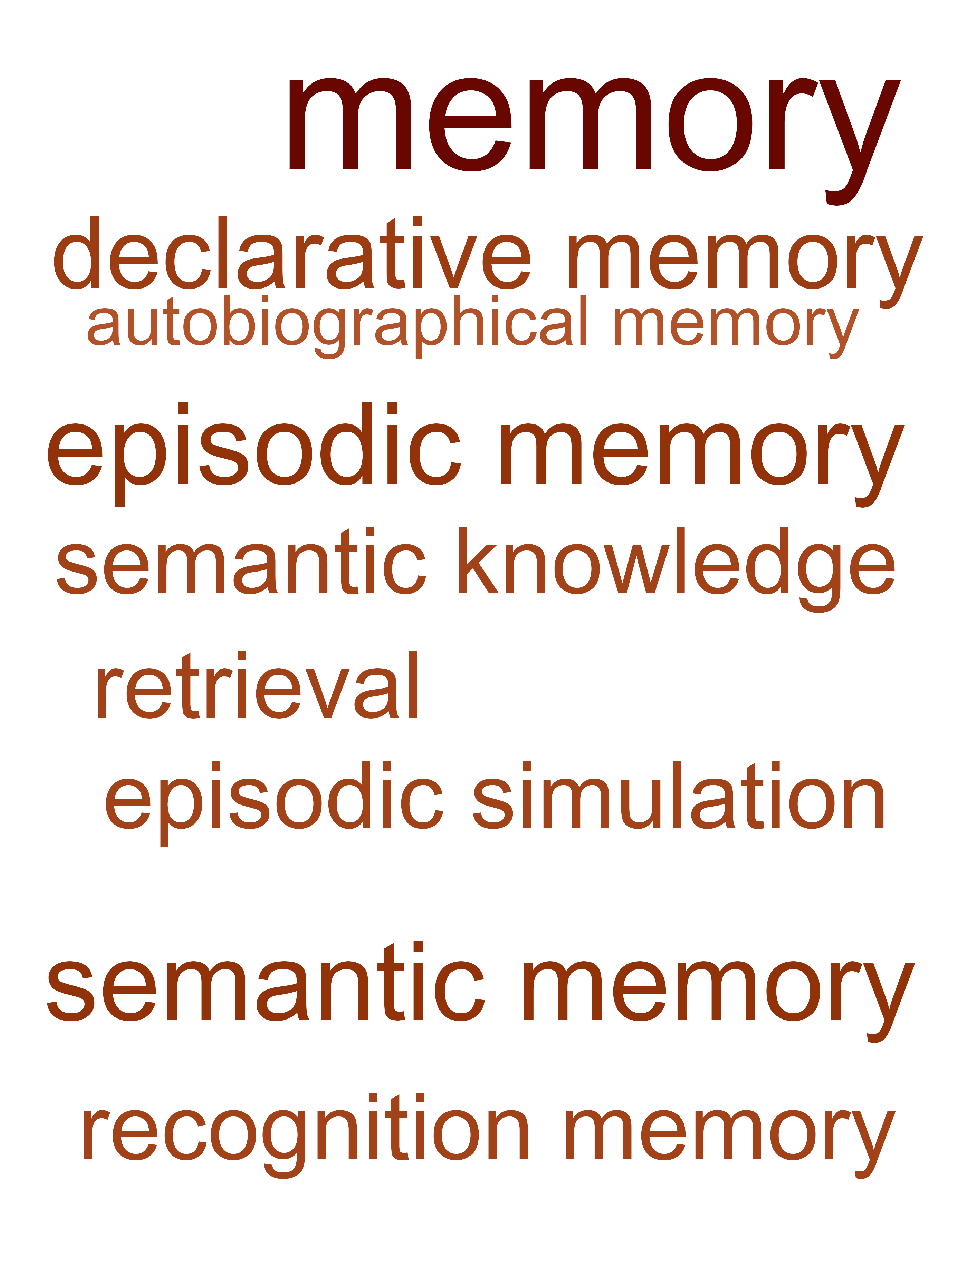 memory
declarative memory
autobiographical memory
episodic memory
semantic knowledge
retrieval
episodic simulation
semantic memory
recognition memory